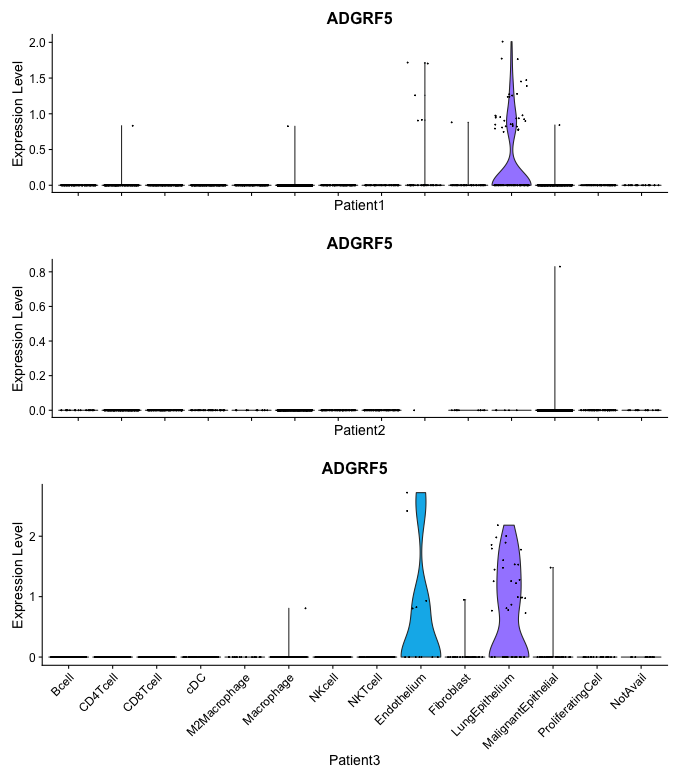 ADGRF5
Expression Level
2.0
1.5
1.0
0.5
0.0
Patient1
ADGRF5
Expression Level
0.8
0.6
0.4
0.2
0.0
Patient2
ADGRF5
Expression Level
2
1
0
Bcell
CD4Tcell
CD8Tcell
cDC
M2Macrophage
Macrophage
NKcell
NKTcell
Endothelium
Fibroblast
LungEpithelium
MalignantEpithelial
ProliferatingCell
NotAvail
Patient3